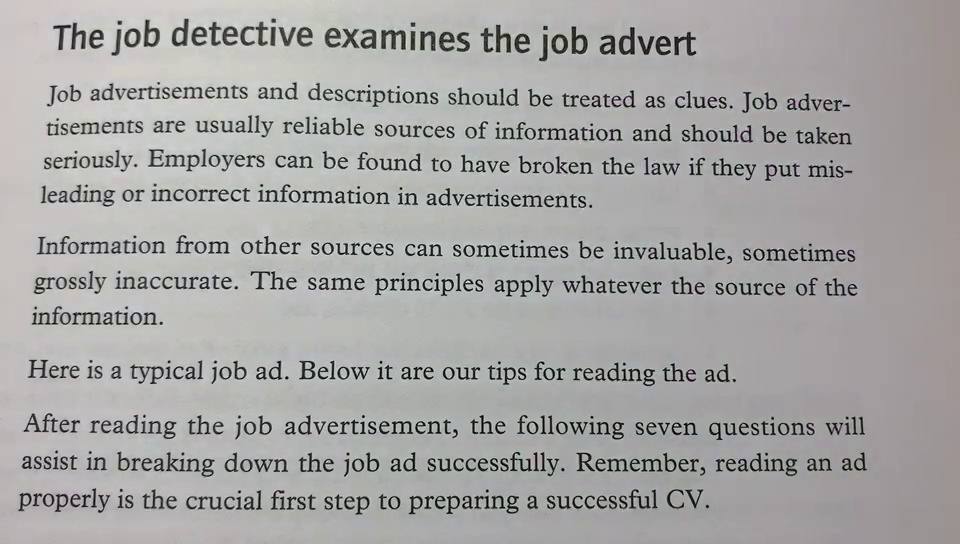 The job detective examines the job advert
Job advertisements and descriptions should be treated as clues. Job adver-
tisements are usually reliable sources of information and should be taken
seriously. Employers can be found to have broken the law if they put mis-
leading or incorrect information in advertisements.
Information from other sources can sometimes be invaluable, sometimes
grossly inaccurate. The same principles apply whatever the source of the
information.
Here is a typical job ad. Below it are our tips for reading the ad.
After reading the job advertisement, the following seven questions will
assist in breaking down the job ad successfully. Remember, reading an ad
properly is the crucial first step to preparing a successful CV.